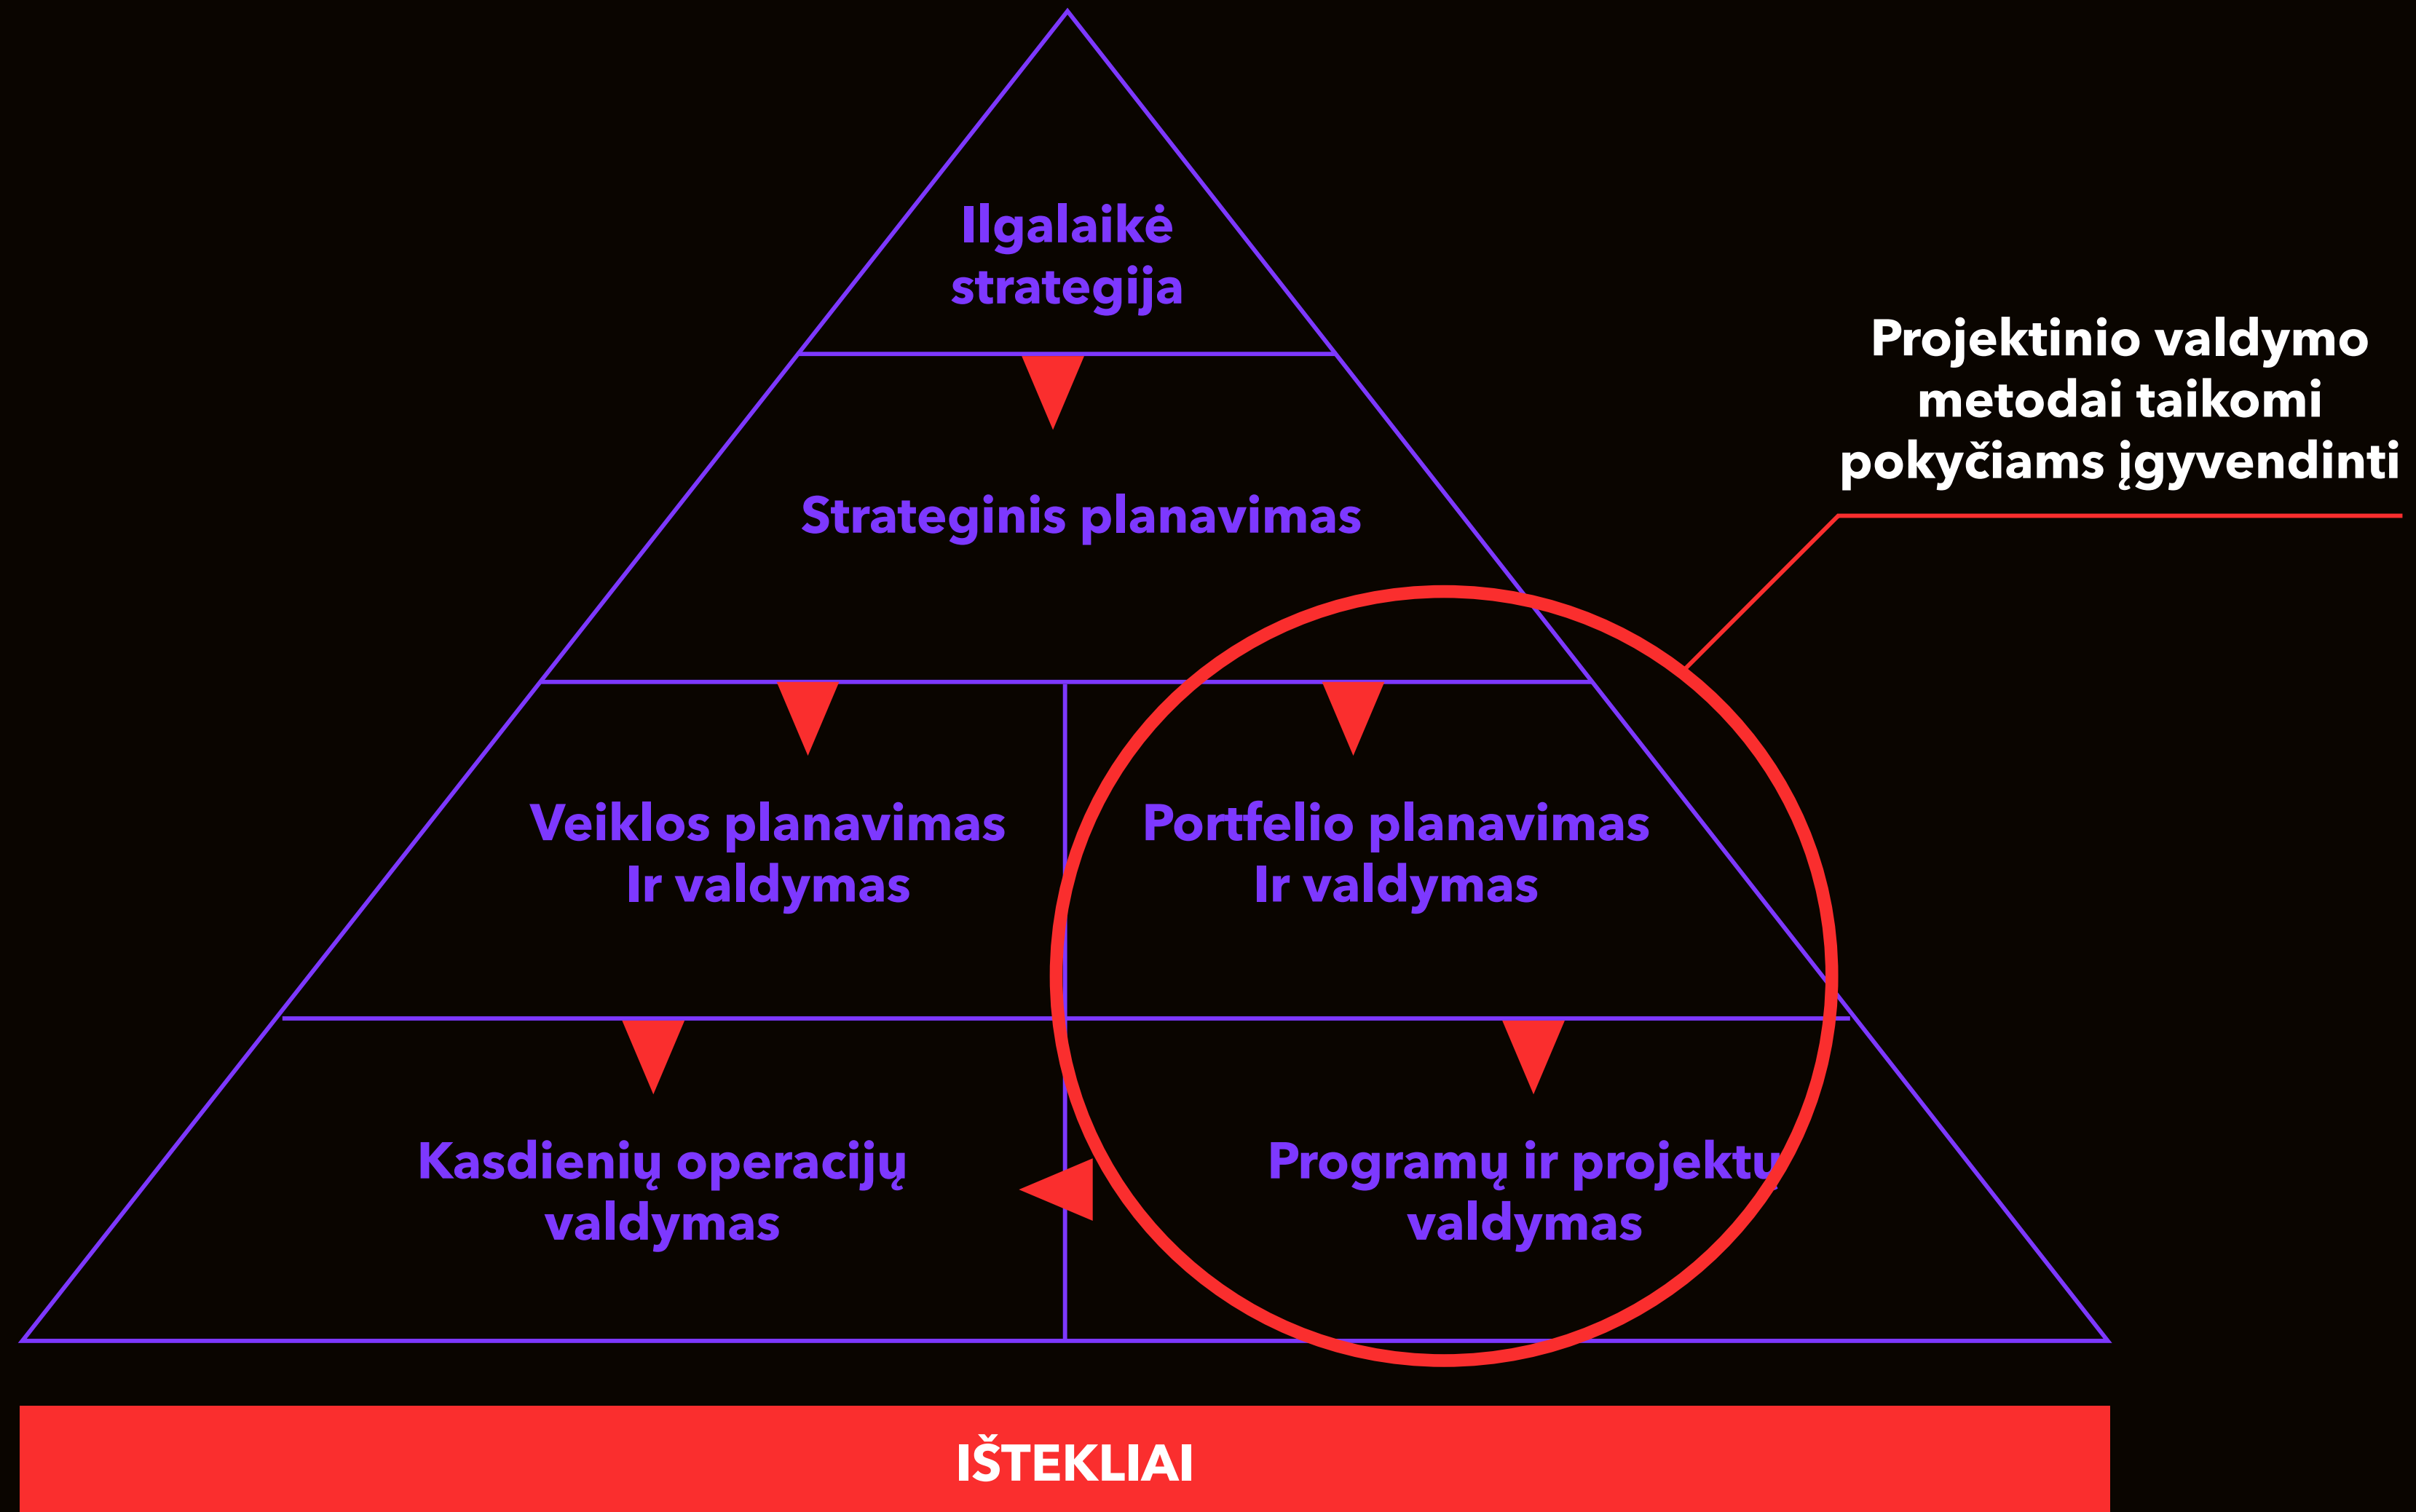 Ilgalaikė
strategija
Projektinio valdymo
metodai taikomi
pokyčiams įgyvendinti
Strateginis planavimas
Veiklos planavimas
Ir valdymas
Portfelio planavimas
Ir valdymas
Kasdienių operacijų
valdymas
Programų ir projektų
valdymas
IŠTEKLIAI